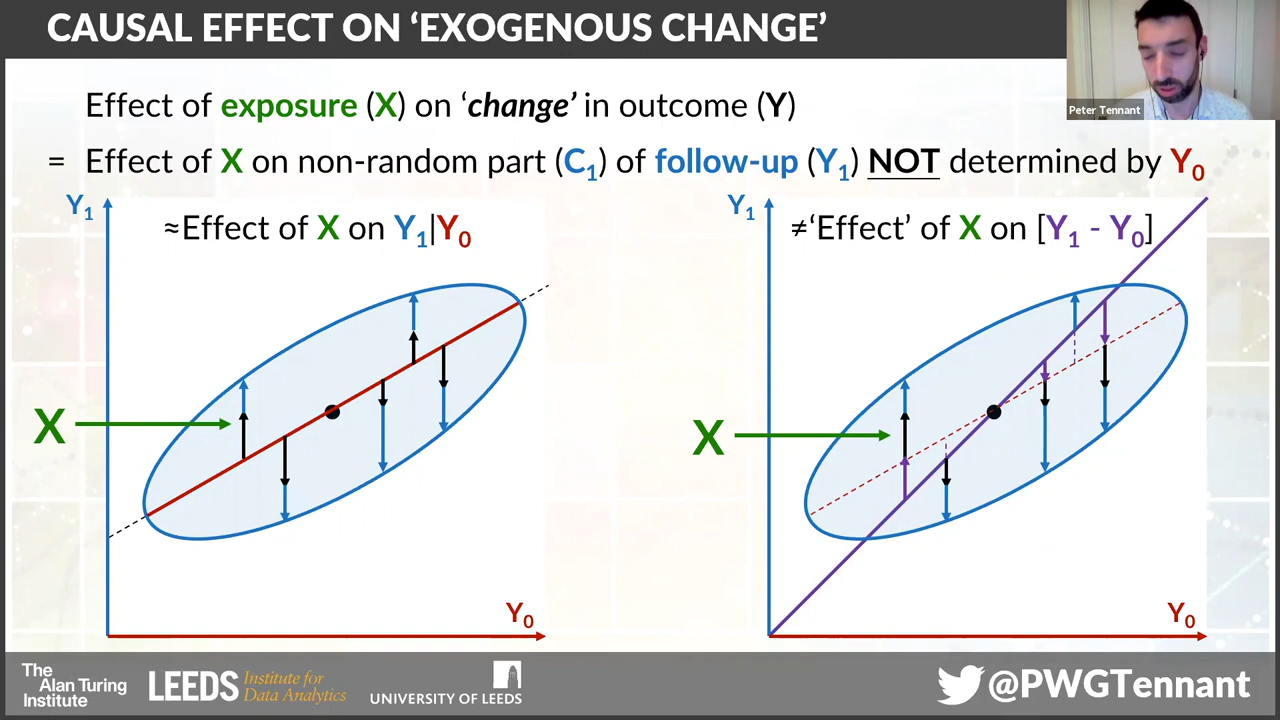 CAUSAL EFFECT ON ‘EXOGENOUS CHANGE’
Peter Tennant
Effect of exposure (X) on ‘change’ in outcome (Y)
= Effect of X on non-random part (C₁) of follow-up (Y₁) NOT determined by Y₀
Y₁
≈Effect of X on Y₁|Y₀
X
Y₀
Y₁
≠‘Effect’ of X on [Y₁ - Y₀]
X
Y₀
The
Alan Turing
Institute
LEEDS Institute for
Data Analytics
UNIVERSITY OF LEEDS
@PWGTennant